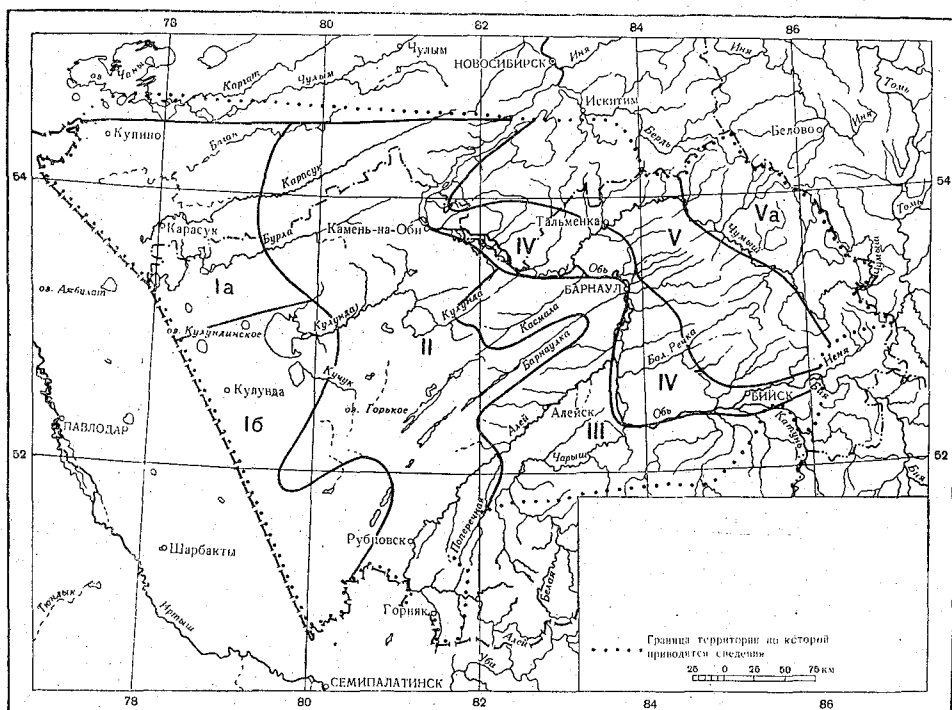 78
80
82
84
86
Чулым
НОВОСИБИРСК
Иня
Иня
оз. Чаны
Каргат
Чулым
Томь
Искитим
Купино
Иня
Белово
Бердь
54
54
Карасук
Томь
Va
Тальменка
Карасук
Бурла
Камень-на-Оби
IV
V
Чумыш
Чумыш
Iа
Обь
БАРНАУЛ
оз. Кулундинское
Кулунда
Кулунда
Касмала
II
Барнаулка
Бол. Речка
Неня
Кулунда
Кучук
IV
Бия
БИЙСК
Iб
оз. Горькое
Алей
Алейск
Обь
ПАВЛОДАР
III
Катунь
Чарыш
52
52
Бия
Поперечная
Рубцовск
Шарбакты
Белая
Тюндык
Горняк
Иртыш
Алей
Граница территории по которой
приводятся сведения
Уба
25 0 25 50 75 км
СЕМИПАЛАТИНСК
78
80
82
84
86